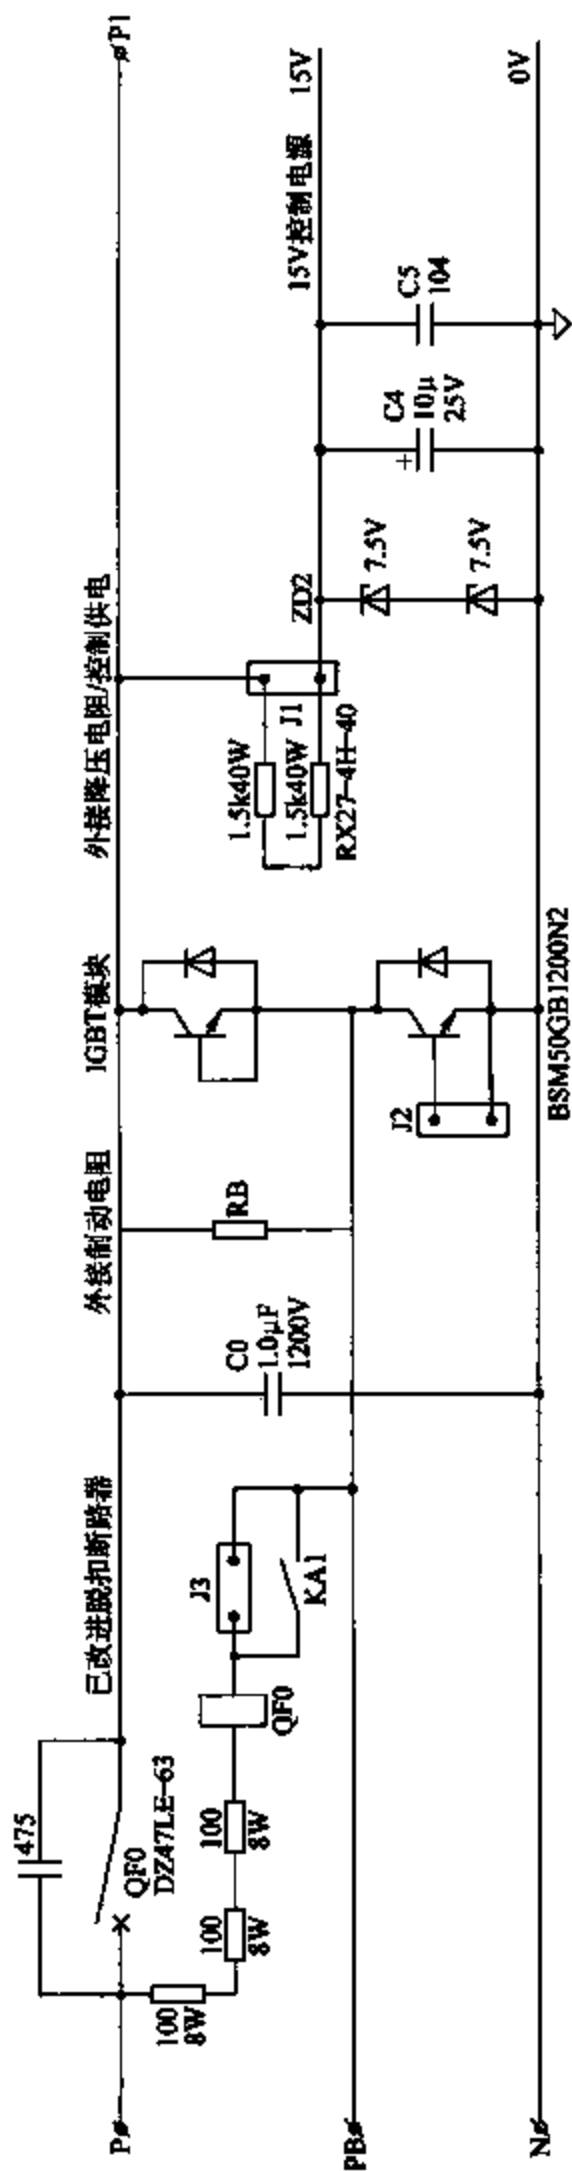 P1
15V控制电源 15V
0V
C5
104
C4
10μ
25V
+
7.5V
7.5V
ZD2
外接降压电阻/控制供电
J1
1.5k40W
1.5k40W
RX27-4H-40
IGBT模块
J2
BSM50GB1200N2
外接制动电阻
RB
C0
1.0μF
1200V
已改进脱扣断路器
J3
KA1
QF0
475
QF0
DZ47LE-63
100
8W
100
8W
100
8W
P
PB
N